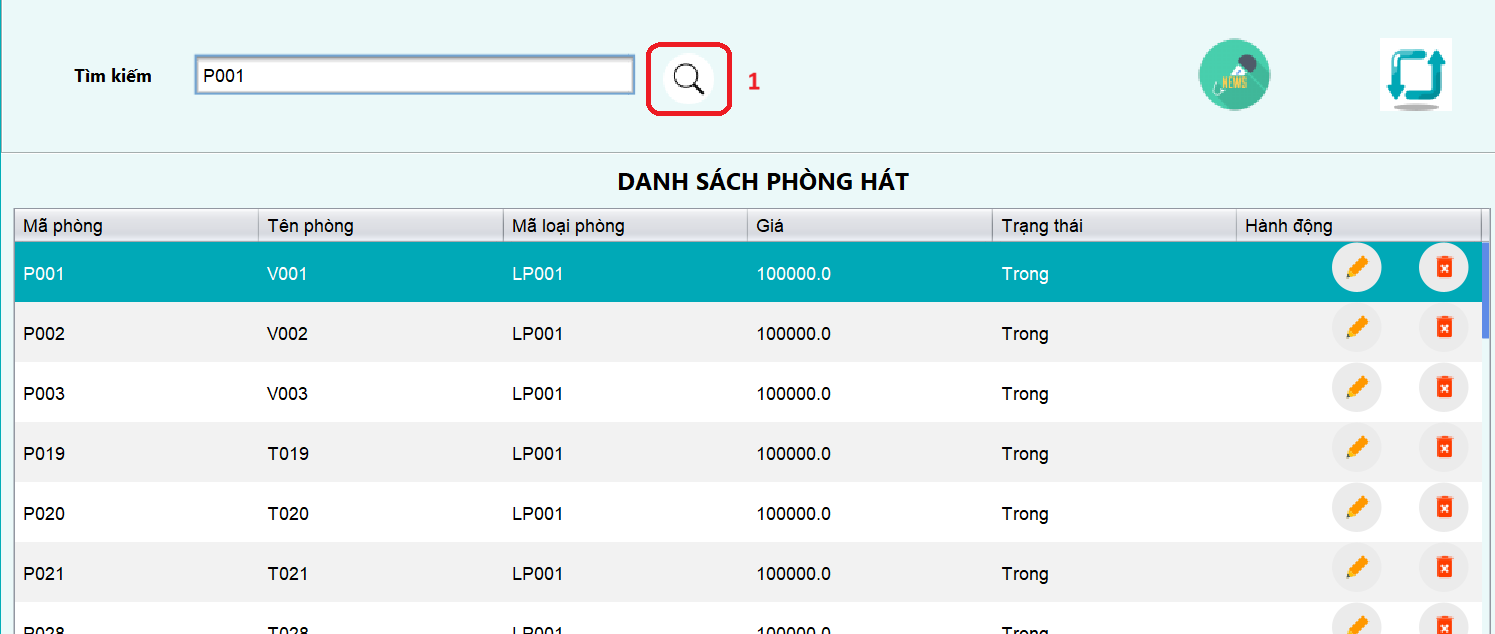 Tìm kiếm P001 1
NEWS
DANH SÁCH PHÒNG HÁT
Mã phòng Tên phòng Mã loại phòng Giá Trạng thái Hành động
P001 V001 LP001 100000.0 Trong
P002 V002 LP001 100000.0 Trong
P003 V003 LP001 100000.0 Trong
P019 T019 LP001 100000.0 Trong
P020 T020 LP001 100000.0 Trong
P021 T021 LP001 100000.0 Trong
P028 T028 LP001 100000.0 Trong